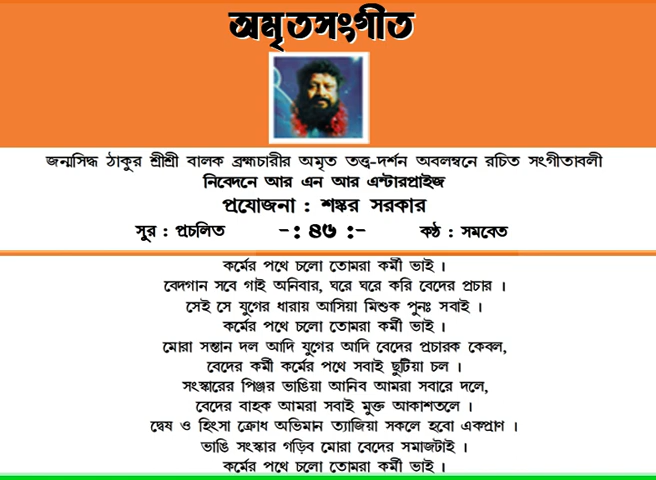 অমৃতসংগীত
জন্মসিদ্ধ ঠাকুর শ্রীশ্রী বালক ব্রহ্মচারীর অমৃত তত্ত্ব-দর্শন অবলম্বনে রচিত সংগীতাবলী
নিবেদনে আর এন আর এন্টারপ্রাইজ
প্রযোজনা : শঙ্কর সরকার
সুর : প্রচলিত -: ৪৬ :- কণ্ঠ : সমবেত
কর্মের পথে চলো তোমরা কর্মী ভাই ।
বেদগান সবে গাই অনিবার, ঘরে ঘরে করি বেদের প্রচার ।
সেই সে যুগের ধারায় আসিয়া মিশুক পুনঃ সবাই ।
কর্মের পথে চলো তোমরা কর্মী ভাই ।
মোরা সন্তান দল আদি যুগের আদি বেদের প্রচারক কেবল,
বেদের কর্মী কর্মের পথে সবাই ছুটিয়া চল ।
সংস্কারের পিঞ্জর ভাঙিয়া আনিব আমরা সবারে দলে,
বেদের বাহক আমরা সবাই মুক্ত আকাশতলে ।
দ্বেষ ও হিংসা ক্রোধ অভিমান ত্যাজিয়া সকলে হবো একপ্রাণ ।
ভাঙি সংস্কার গড়িব মোরা বেদের সমাজটাই ।
কর্মের পথে চলো তোমরা কর্মী ভাই ।